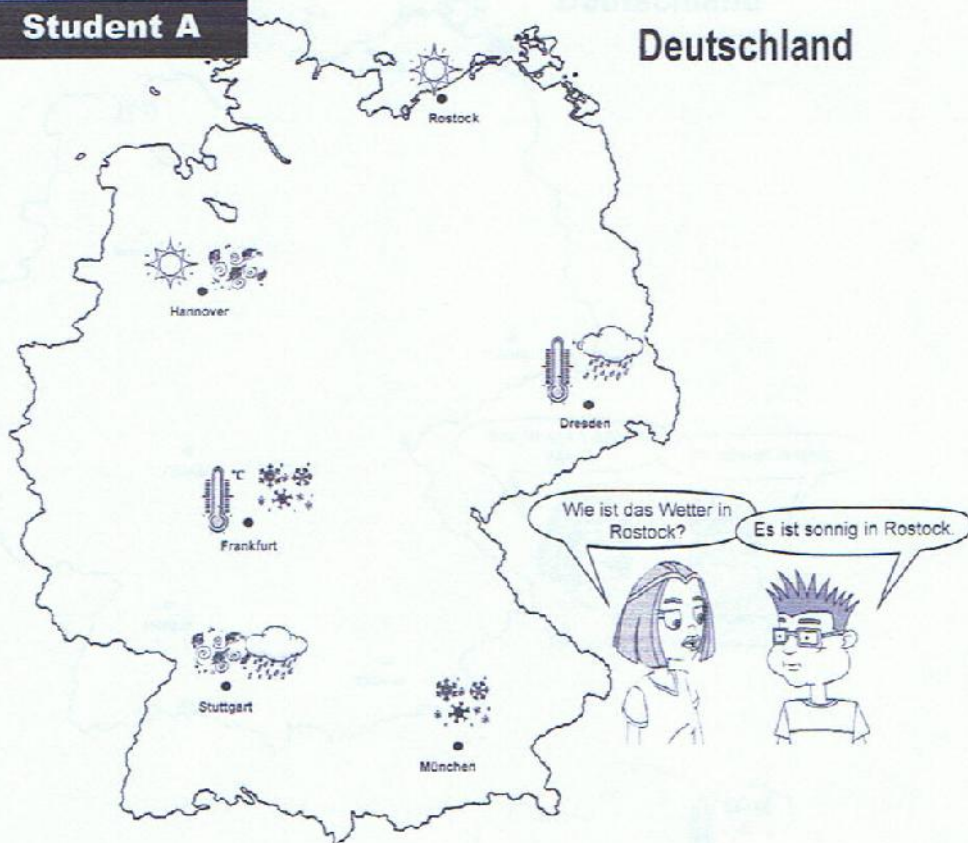 Student A
Deutschland
Rostock
Hannover
°C
Dresden
°C
Frankfurt
Wie ist das Wetter in
Rostock?
Es ist sonnig in Rostock.
Stuttgart
München